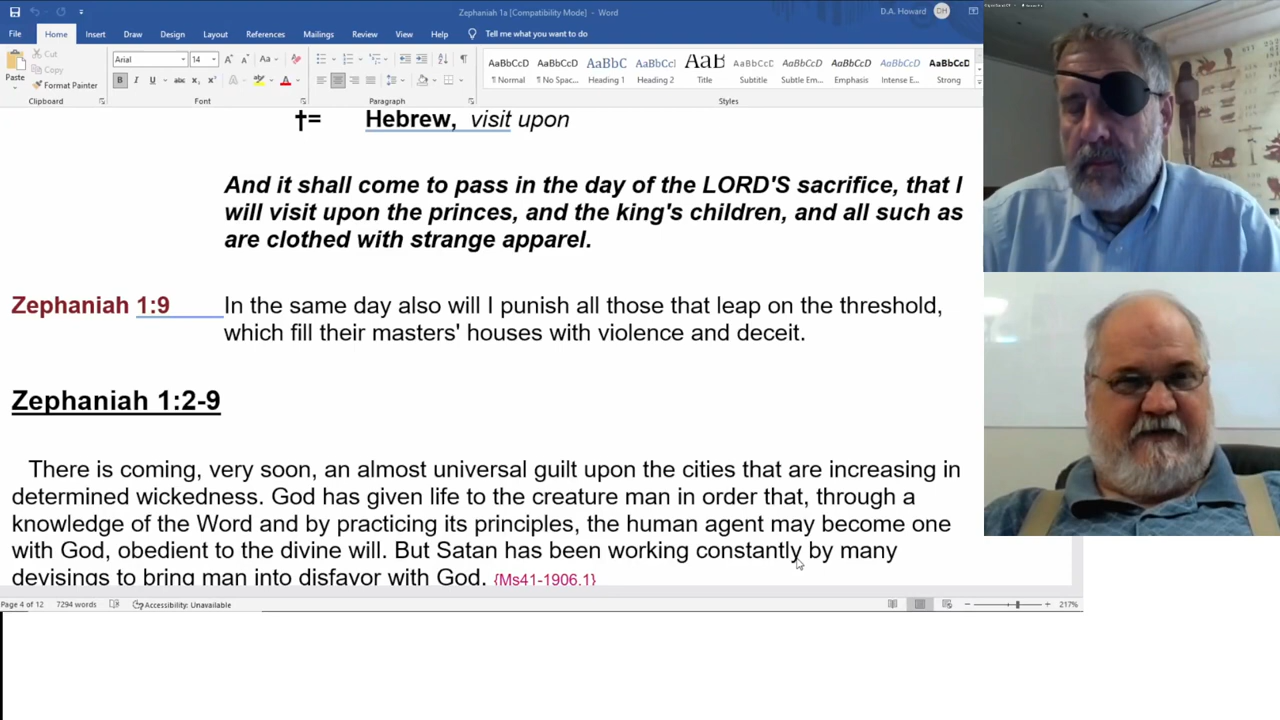 Zephaniah 1a [Compatibility Mode] - Word
D.A. Howard
DH
File Home Insert Draw Design Layout References Mailings Review View Help Tell me what you want to do
Cut
Copy
Format Painter
Paste
Arial 14
Clipboard Font Paragraph Styles
AaBbCcD AaBbCcD AaBbC AaBbCc AaB AaBbCcD AaBbCcD AaBbCcD AaBbCcD AaBbCcD
¶ Normal ¶ No Spac... Heading 1 Heading 2 Title Subtitle Subtle Em... Emphasis Intense E... Strong
†= Hebrew, visit upon
And it shall come to pass in the day of the LORD'S sacrifice, that I
will visit upon the princes, and the king's children, and all such as
are clothed with strange apparel.
Zephaniah 1:9 In the same day also will I punish all those that leap on the threshold,
which fill their masters' houses with violence and deceit.
Zephaniah 1:2-9
There is coming, very soon, an almost universal guilt upon the cities that are increasing in
determined wickedness. God has given life to the creature man in order that, through a
knowledge of the Word and by practicing its principles, the human agent may become one
with God, obedient to the divine will. But Satan has been working constantly by many
devisings to bring man into disfavor with God. {Ms41-1906.1}
Page 4 of 12 7294 words Accessibility: Unavailable 217%